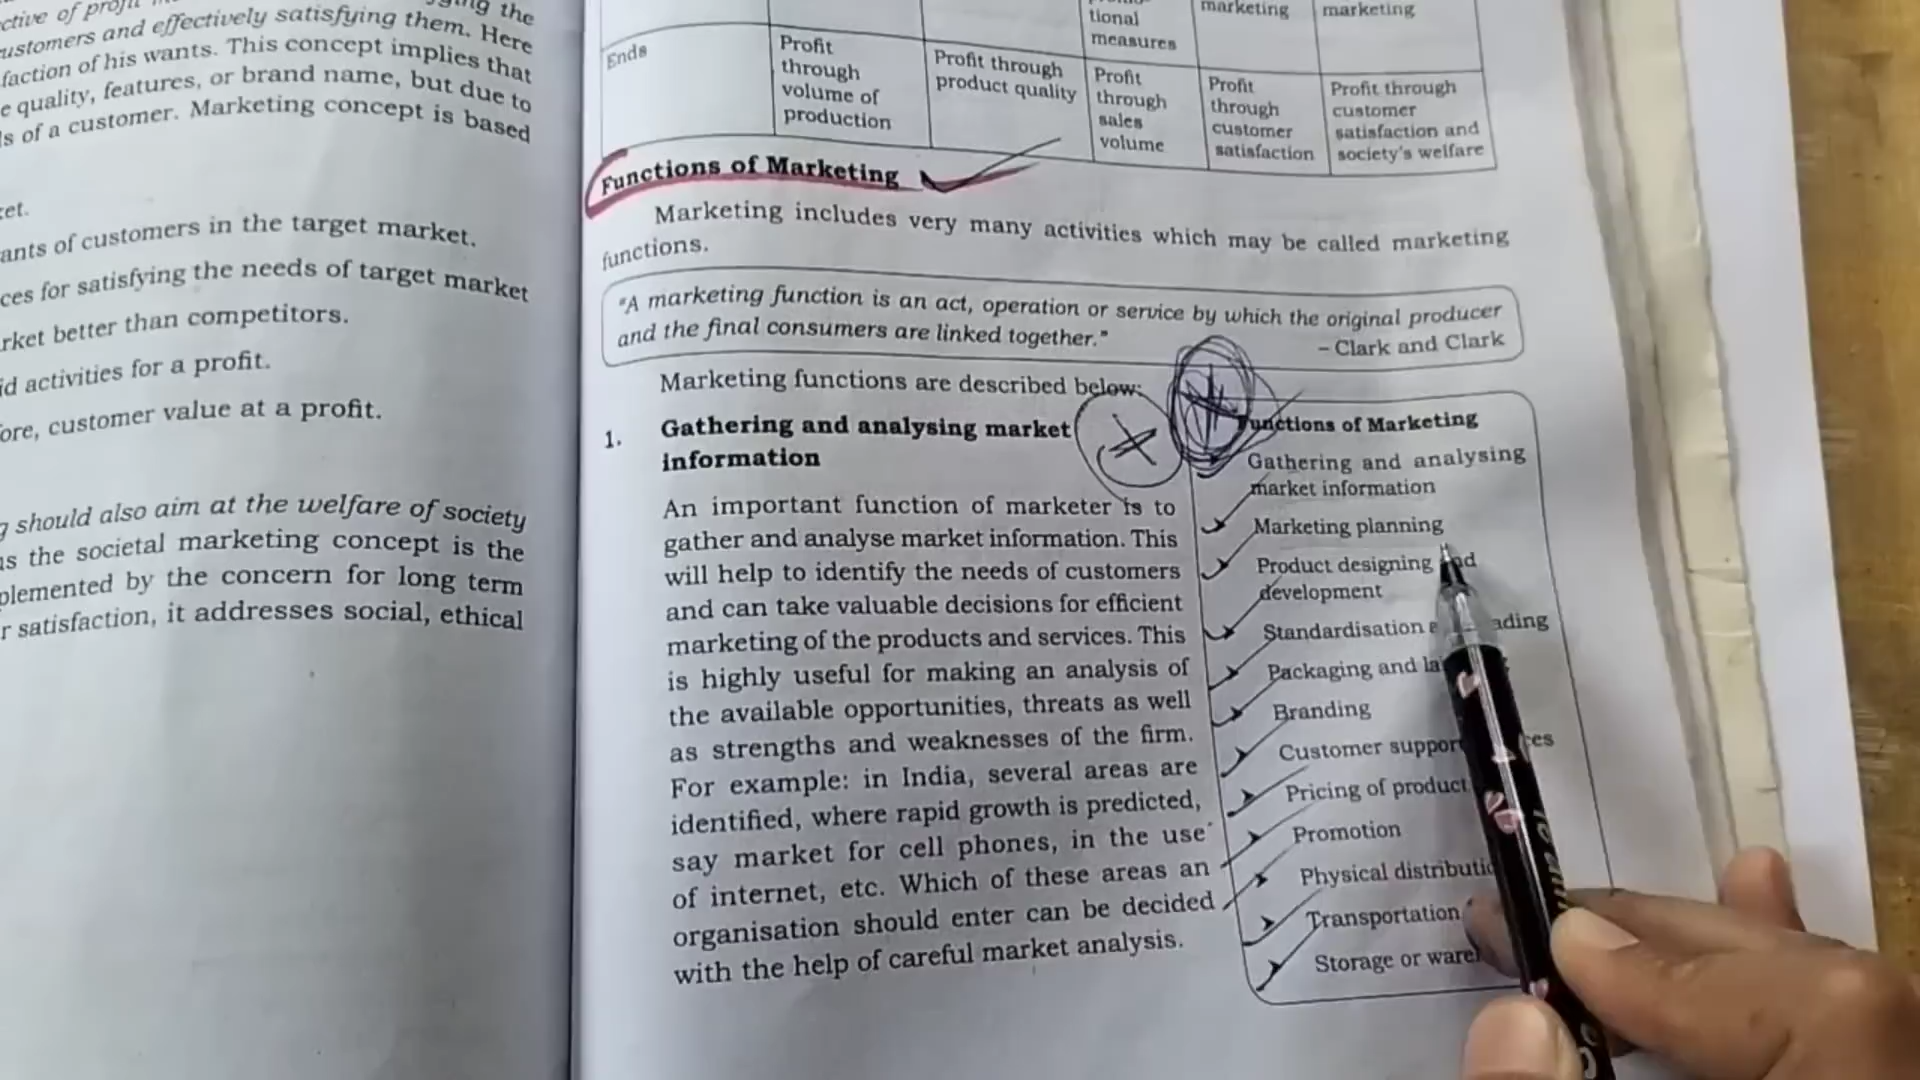 ctive of profit
ying the
ustomers and effectively satisfying them. Here
faction of his wants. This concept implies that
e quality, features, or brand name, but due to
s of a customer. Marketing concept is based
ket.
ants of customers in the target market.
ces for satisfying the needs of target market
rket better than competitors.
d activities for a profit.
ore, customer value at a profit.
g should also aim at the welfare of society
as the societal marketing concept is the
plemented by the concern for long term
r satisfaction, it addresses social, ethical
tional
measures
marketing
marketing
Ends
Profit
through
volume of
production
Profit through
product quality
Profit
through
sales
volume
Profit
through
customer
satisfaction
Profit through
customer
satisfaction and
society's welfare
Functions of Marketing
Marketing includes very many activities which may be called marketing
functions.
"A marketing function is an act, operation or service by which the original producer
and the final consumers are linked together."
– Clark and Clark
Marketing functions are described below:
1. Gathering and analysing market
information
An important function of marketer is to
gather and analyse market information. This
will help to identify the needs of customers
and can take valuable decisions for efficient
marketing of the products and services. This
is highly useful for making an analysis of
the available opportunities, threats as well
as strengths and weaknesses of the firm.
For example: in India, several areas are
identified, where rapid growth is predicted,
say market for cell phones, in the use
of internet, etc. Which of these areas an
organisation should enter can be decided
with the help of careful market analysis.
unctions of Marketing
Gathering and analysing
market information
Marketing planning
Product designing and
development
Standardisation ading
Packaging and la
Branding
Customer support ces
Pricing of product
Promotion
Physical distributio
Transportation
Storage or ware